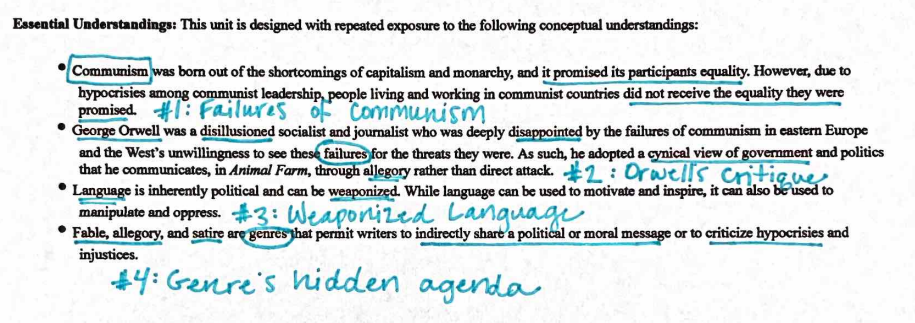 Essential Understandings: This unit is designed with repeated exposure to the following conceptual understandings:
• Communism was born out of the shortcomings of capitalism and monarchy, and it promised its participants equality. However, due to
hypocrisies among communist leadership, people living and working in communist countries did not receive the equality they were
promised. #1: Failures of Communism
• George Orwell was a disillusioned socialist and journalist who was deeply disappointed by the failures of communism in eastern Europe
and the West's unwillingness to see these failures for the threats they were. As such, he adopted a cynical view of government and politics
that he communicates, in Animal Farm, through allegory rather than direct attack. #2: Orwell's Critique
• Language is inherently political and can be weaponized. While language can be used to motivate and inspire, it can also be used to
manipulate and oppress. #3: Weaponized Language
• Fable, allegory, and satire are genres that permit writers to indirectly share a political or moral message or to criticize hypocrisies and
injustices.
#4: Genre's hidden agenda